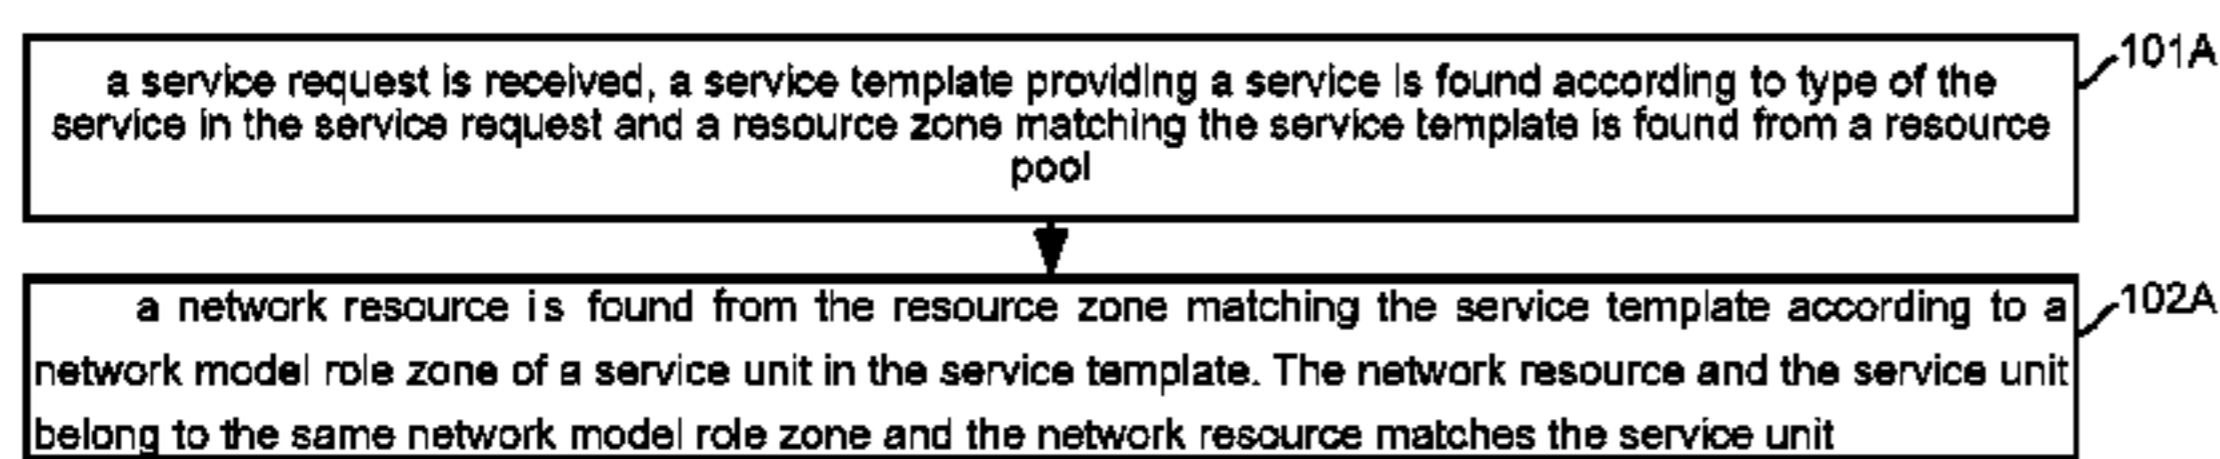 a service request is received, a service template providing a service is found according to type of the
service in the service request and a resource zone matching the service template is found from a resource
pool
101A
a network resource is found from the resource zone matching the service template according to a
network model role zone of a service unit in the service template. The network resource and the service unit
belong to the same network model role zone and the network resource matches the service unit
102A